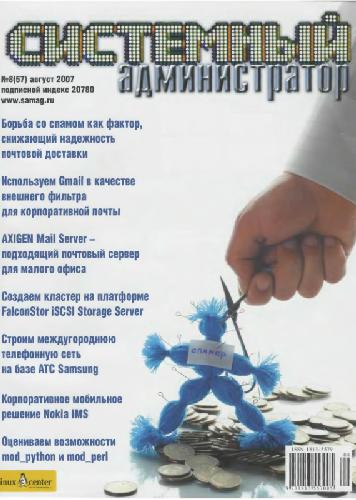 СИСТЕМНЫЙ
администратор
№8(57) август 2007
подписной индекс 20780
www.samag.ru
Борьба со спамом как фактор,
снижающий надежность
почтовой доставки
Используем Gmail в качестве
внешнего фильтра
для корпоративной почты
AXIGEN Mail Server –
подходящий почтовый сервер
для малого офиса
Создаем кластер на платформе
FalconStor iSCSI Storage Server
Строим междугороднюю
телефонную сеть
на базе АТС Samsung
Корпоративное мобильное
решение Nokia IMS
Оцениваем возможности
mod_python и mod_perl
спамер
inux center